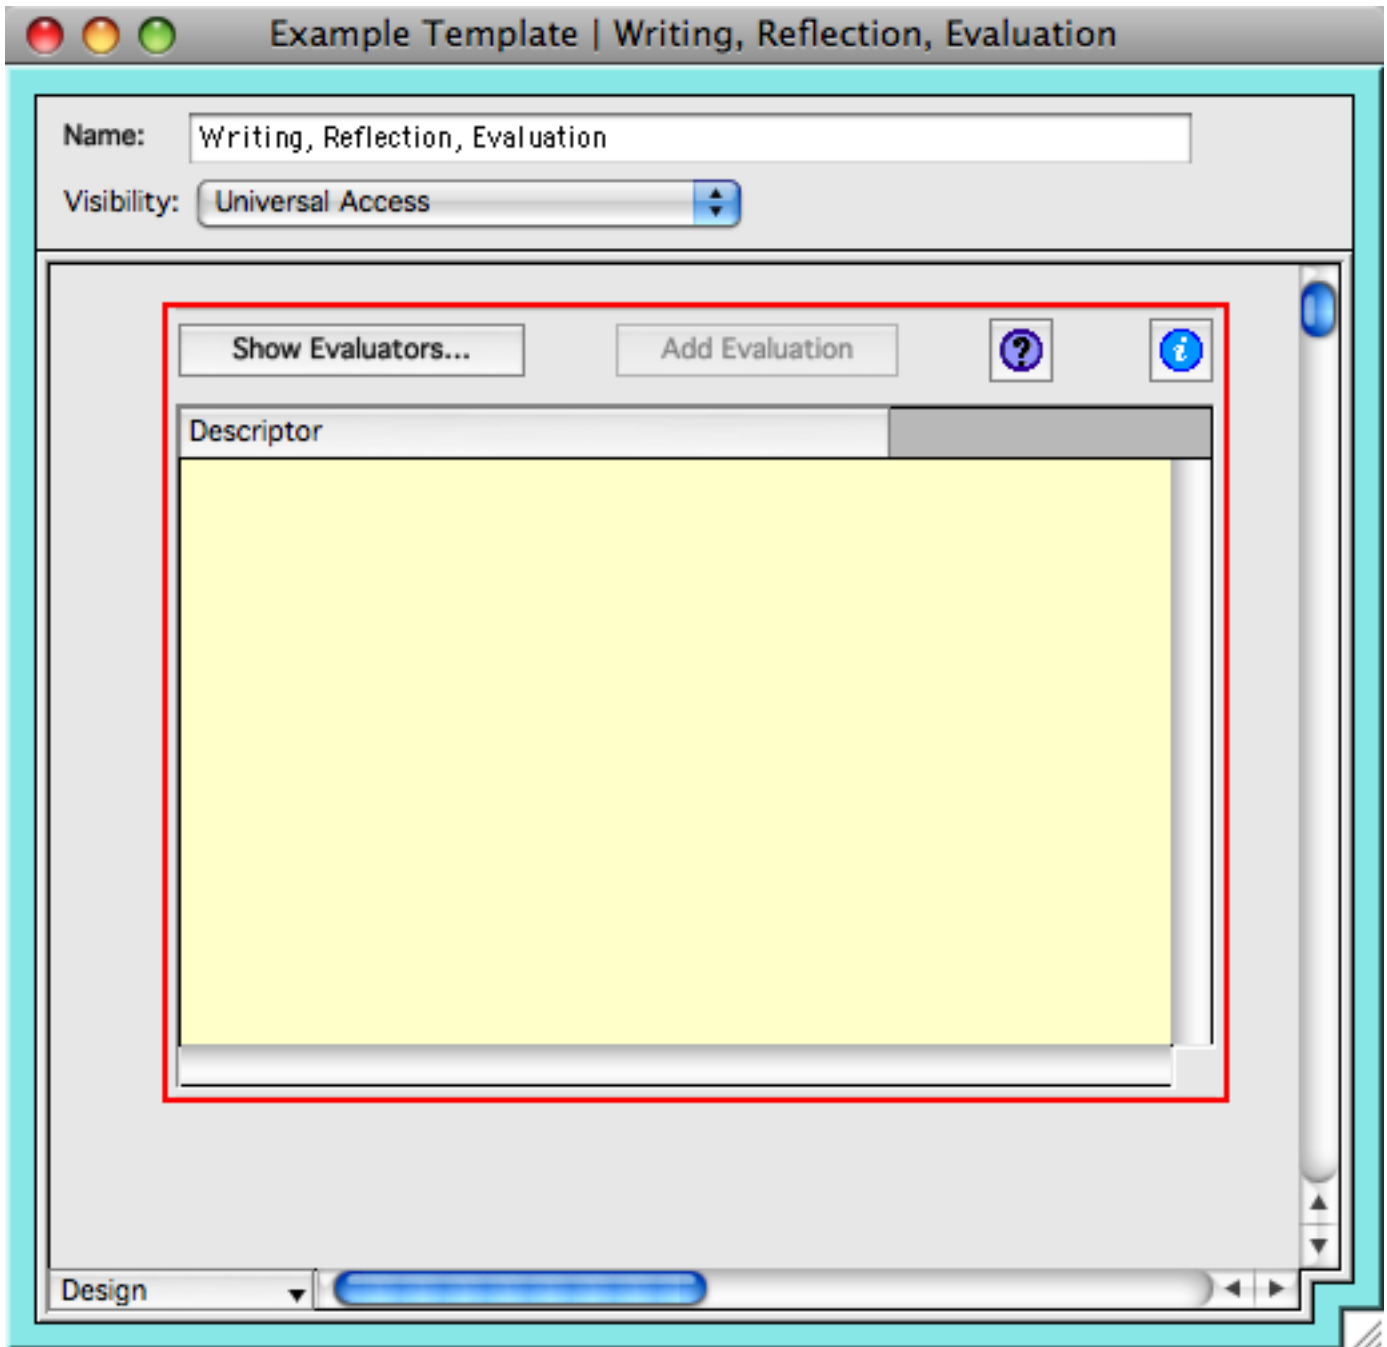 Example Template | Writing, Reflection, Evaluation
Name: Writing, Reflection, Evaluation
Visibility: Universal Access
Show Evaluators... Add Evaluation ? i
Descriptor
Design